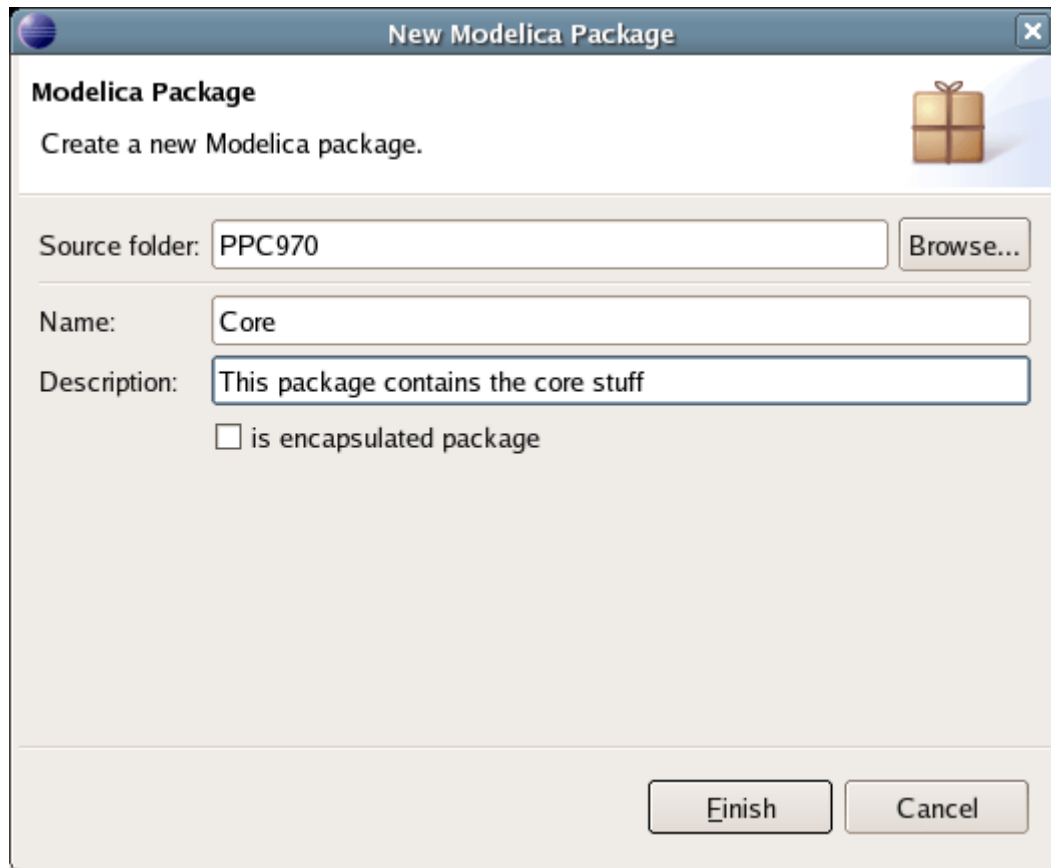 New Modelica Package
Modelica Package
Create a new Modelica package.
Source folder: PPC970 Browse...
Name: Core
Description: This package contains the core stuff
is encapsulated package
Finish Cancel